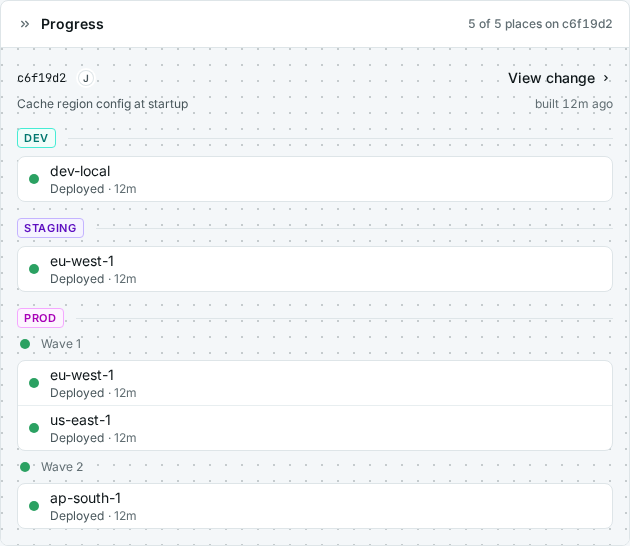 » Progress
5 of 5 places on c6f19d2
c6f19d2 J
View change ›
Cache region config at startup
built 12m ago
DEV
dev-local
Deployed · 12m
STAGING
eu-west-1
Deployed · 12m
PROD
Wave 1
eu-west-1
Deployed · 12m
us-east-1
Deployed · 12m
Wave 2
ap-south-1
Deployed · 12m